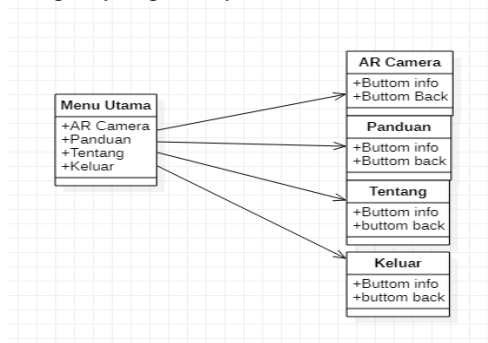 Menu Utama
+AR Camera
+Panduan
+Tentang
+Keluar
AR Camera
+Buttom info
+Buttom Back
Panduan
+Buttom info
+Buttom back
Tentang
+Buttom info
+buttom back
Keluar
+Buttom info
+buttom back